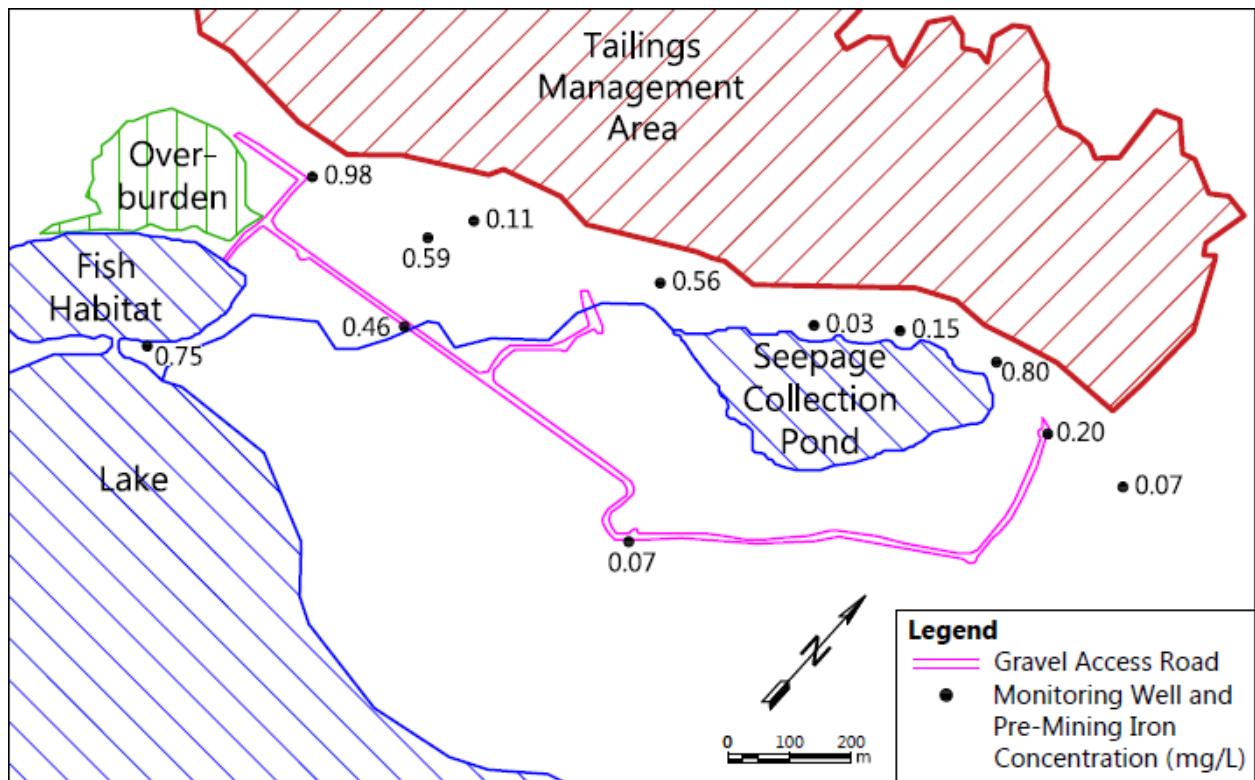 Tailings
Management
Area
Over-
burden
0.98
0.11
0.59
Fish
Habitat
0.56
0.46
0.03
0.15
0.75
Seepage
Collection
Pond
0.80
0.20
Lake
0.07
0.07
N
0 100 200
m
Legend
Gravel Access Road
Monitoring Well and
Pre-Mining Iron
Concentration (mg/L)